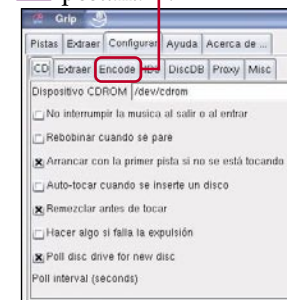 Grip
Pistas Extraer Configurar Ayuda Acerca de ...
CD Extraer Encode ID3 DiscDB Proxy Misc
Dispositivo CDROM /dev/cdrom
No interrumpir la musica al salir o al entrar
Rebobinar cuando se pare
Arrancar con la primer pista si no se está tocando
Auto-tocar cuando se inserte un disco
Remezclar antes de tocar
Hacer algo si falla la expulsión
Poll disc drive for new disc
Poll interval (seconds)